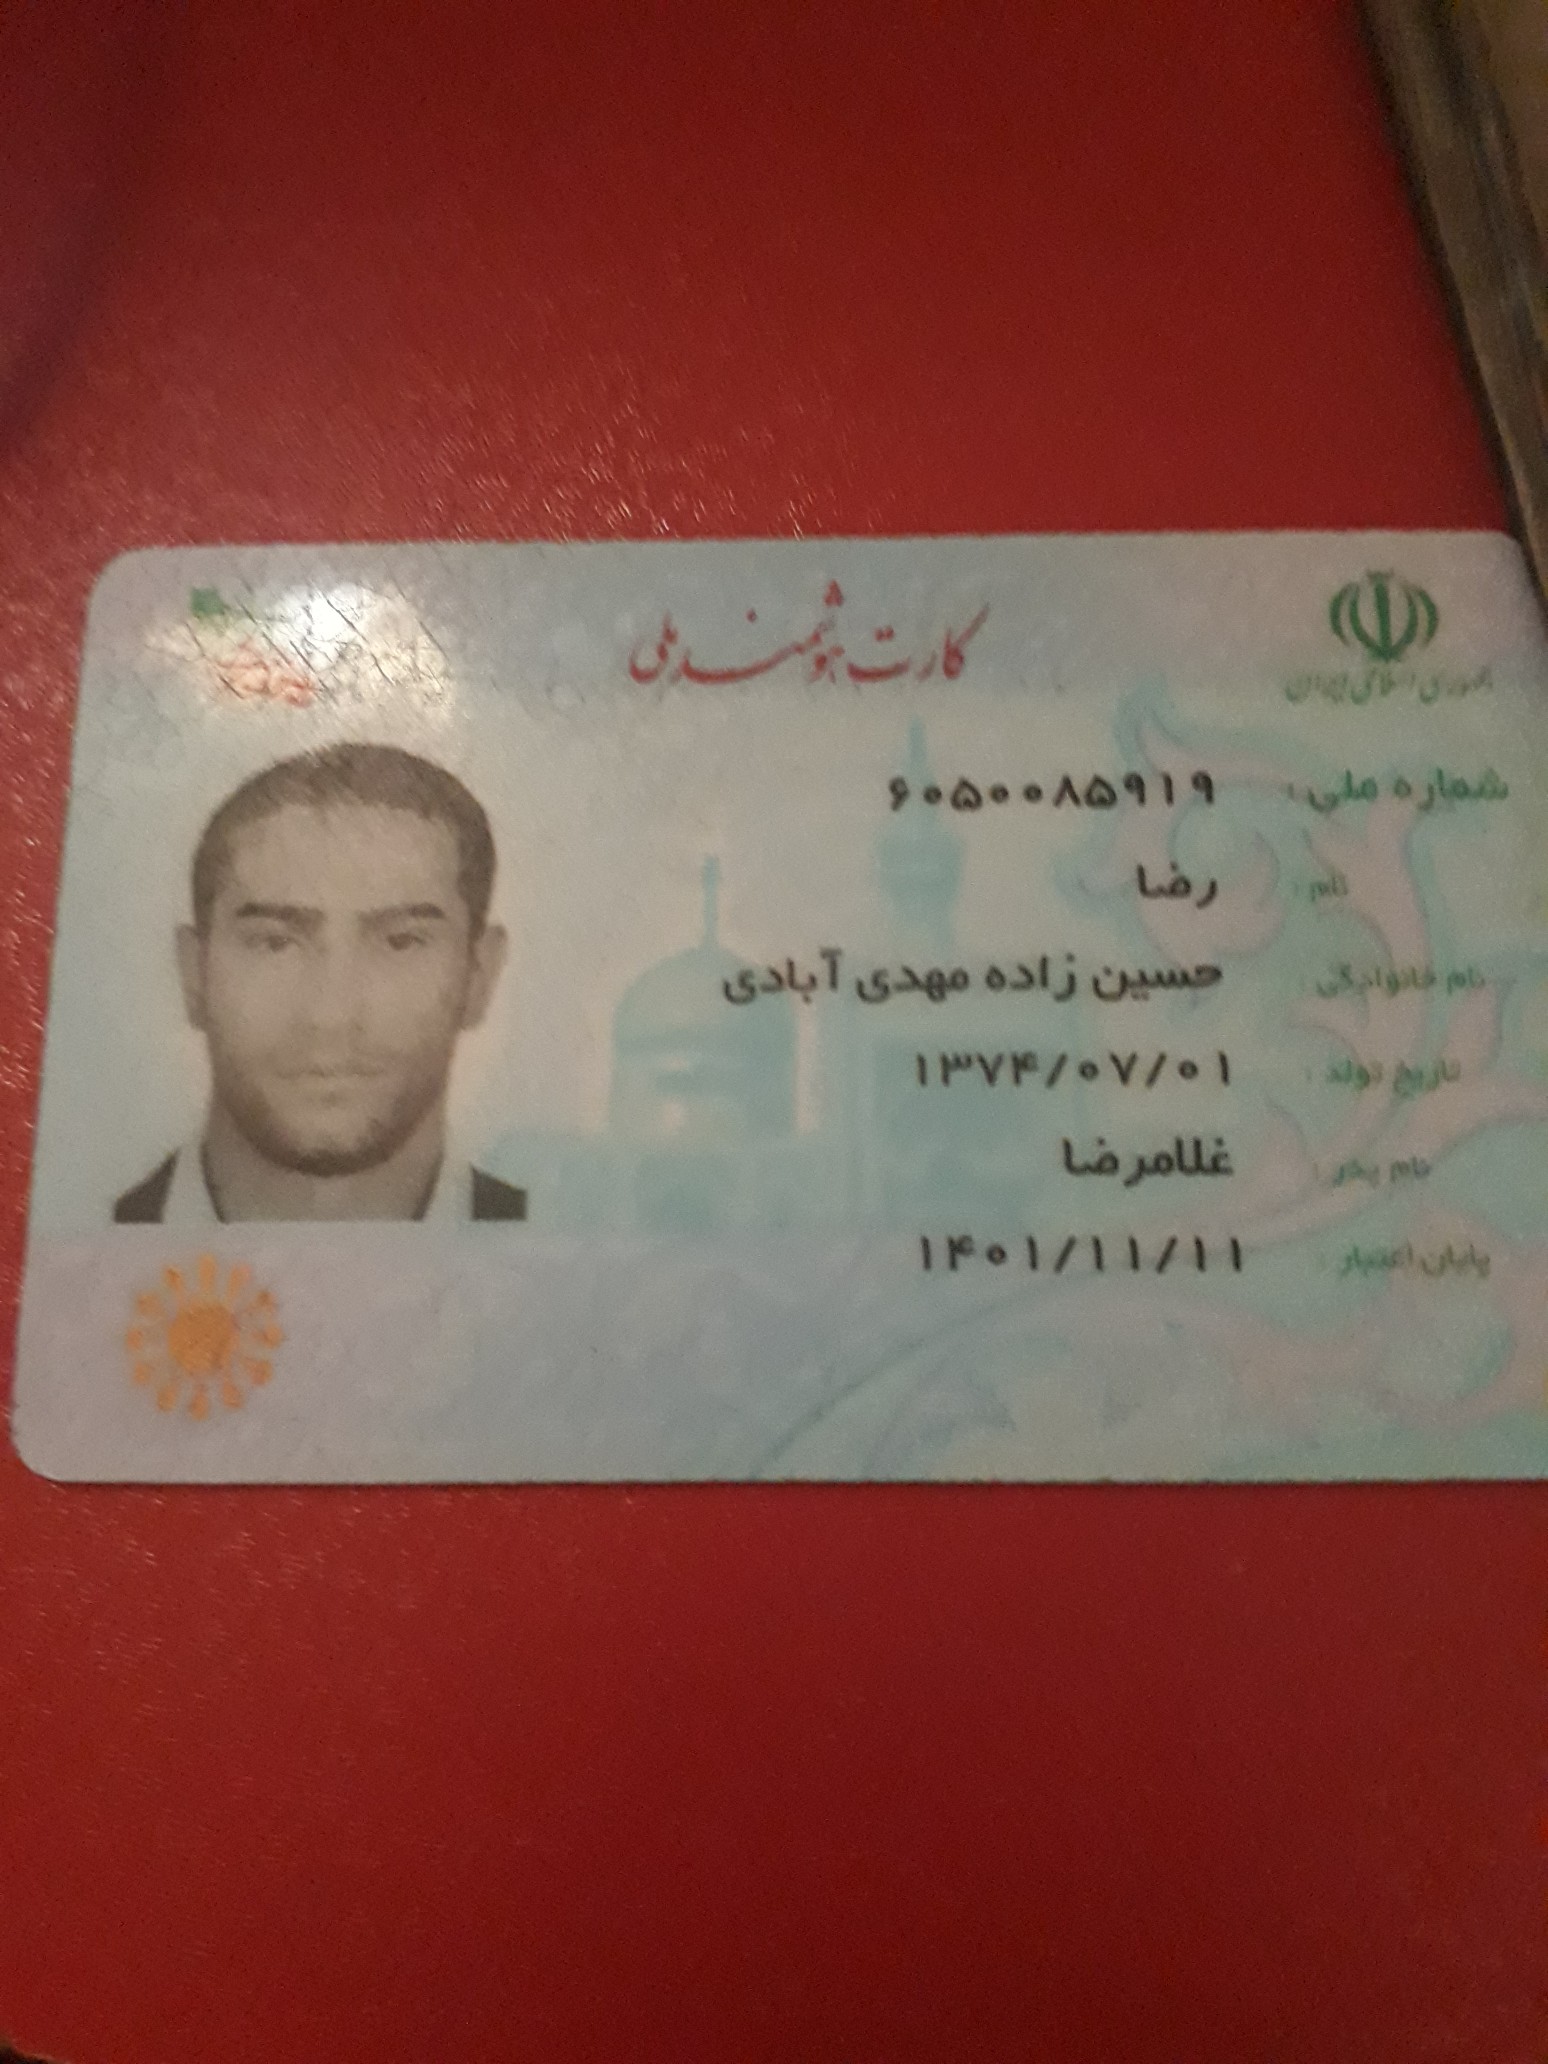 جمهوری اسلامی ایران
کارت هوشمند ملی
شماره ملی : ۶۰۵۰۰۸۵۹۱۹
نام : رضا
نام خانوادگی : حسین زاده مهدی آبادی
تاریخ تولد : ۱۳۷۴/۰۷/۰۱
نام پدر : غلامرضا
پایان اعتبار : ۱۴۰۱/۱۱/۱۱